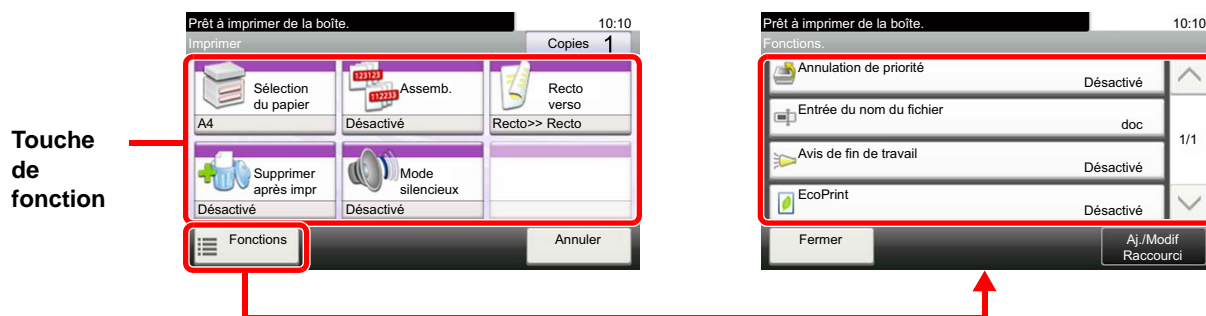 Touche
de
fonction
Prêt à imprimer de la boîte.
10:10
Imprimer
Copies 1
123123
112233
Sélection
du papier
A4
Assemb.
Désactivé
Recto
verso
Recto>> Recto
Supprimer
après impr
Désactivé
Mode
silencieux
Désactivé
Fonctions
Annuler
Prêt à imprimer de la boîte.
10:10
Fonctions.
Annulation de priorité
Désactivé
Entrée du nom du fichier
doc
Avis de fin de travail
Désactivé
EcoPrint
Désactivé
1/1
Fermer
Aj./Modif
Raccourci